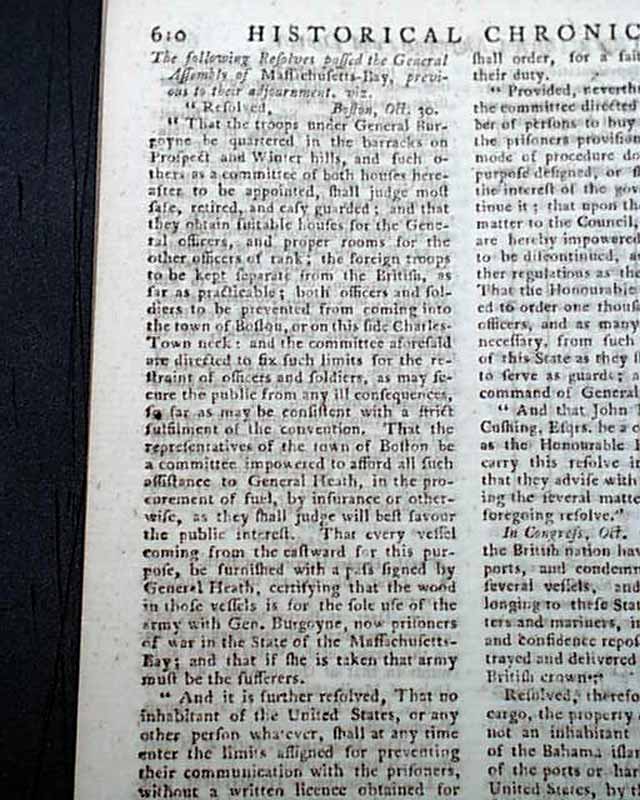 6:0 HISTORICAL CHRONIC
The following Reſolves paſſed the General
Aſſembly of Maſſachuſetts-Bay, previ-
ous to their adjournment. viz.
“ Reſolved, Boſton, Oct. 30.
“ That the troops under General Bur-
goyne be quartered in the barracks on
Proſpect and Winter hills, and ſuch o-
thers as a committee of both houſes here-
after to be appointed, ſhall judge moſt
ſafe, retired, and eaſy guarded ; and that
they obtain ſuitable houſes for the Gene-
ral officers, and proper rooms for the
other officers of rank ; the foreign troops
to be kept ſeparate from the Britiſh, as
far as practicable ; both officers and ſol-
diers to be prevented from coming into
the town of Boſton, or on this ſide Charles-
Town neck : and the committee aforeſaid
are directed to fix ſuch limits for the re-
ſtraint of officers and ſoldiers, as may ſe-
cure the public from any ill conſequences,
ſo far as may be conſiſtent with a ſtrict
fulfilment of the convention. That the
repreſentatives of the town of Boſton be
a committee impowered to afford all ſuch
aſſiſtance to General Heath, in the pro-
curement of fuel, by inſurance or other-
wiſe, as they ſhall judge will beſt favour
the public intereſt. That every veſſel
coming from the eaſtward for this pur-
poſe, be furniſhed with a paſs ſigned by
General Heath, certifying that the wood
in thoſe veſſels is for the ſole uſe of the
army with Gen. Burgoyne, now priſoners
of war in the State of the Maſſachuſetts-
Bay; and that if ſhe is taken that army
muſt be the ſufferers.
“ And it is further reſolved, That no
inhabitant of the United States, or any
other perſon whatever, ſhall at any time
enter the limits aſſigned for preventing
their communication with the priſoners,
without a written licence obtained for
ſhall order, for a fait
their duty.
“ Provided, neverth
the committee directed
ber of perſons to buy
the priſoners proviſion
mode of procedure do
purpoſe deſigned, or ſ
the intereſt of the gov
tinue it ; that upon th
matter to the Council,
are hereby impowered
to be diſcontinued, a
ther regulations as the
That the Honourable
ed to order one thouſ
officers, and as many
neceſſary, from ſuch
of this State as they ſ
to ſerve as guards ; a
command of General
“ And that John
Cuſhing, Eſqrs. be a c
as the Honourable
carry this reſolve in
that they adviſe with
ing the ſeveral matte
foregoing reſolve.”
In Congreſs, Oct.
the Britiſh nation hav
ports, and condemn
ſeveral veſſels, and
longing to theſe Stat
ters and mariners, in
and confidence repoſ
trayed and delivered
Britiſh crown :
Reſolved, therefo
cargo, the property
not an inhabitant
of the Bahama iſlan
of the ports or har
United States, by